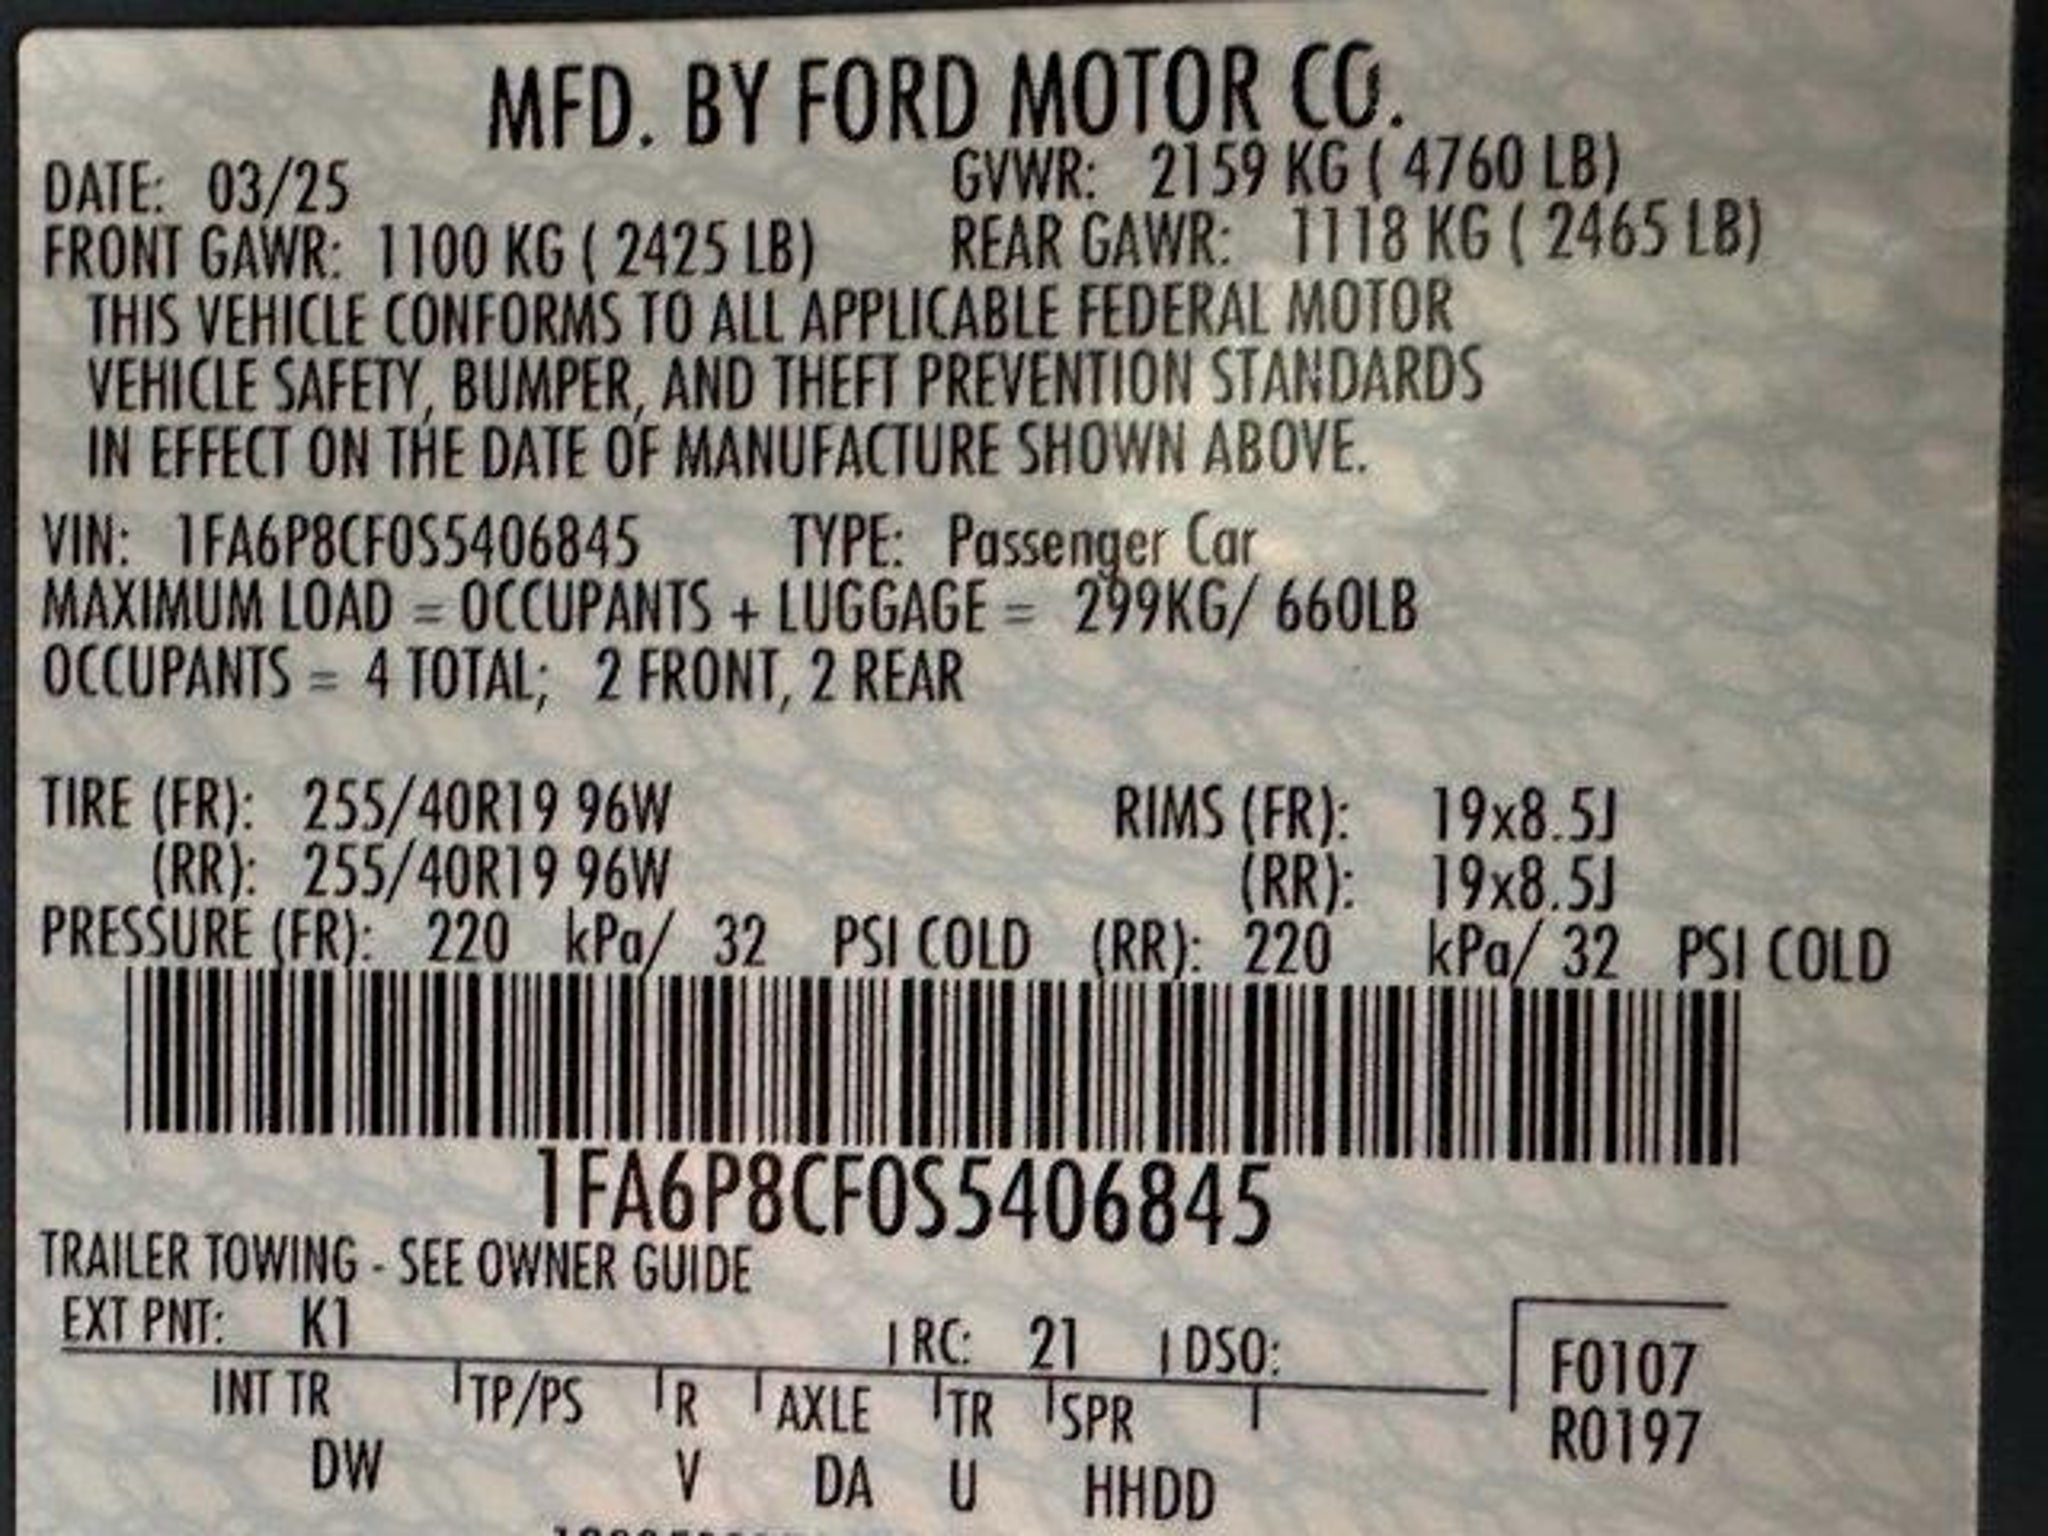 MFD. BY FORD MOTOR CO.
DATE: 03/25 GVWR: 2159 KG ( 4760 LB)
FRONT GAWR: 1100 KG ( 2425 LB) REAR GAWR: 1118 KG ( 2465 LB)
THIS VEHICLE CONFORMS TO ALL APPLICABLE FEDERAL MOTOR
VEHICLE SAFETY, BUMPER, AND THEFT PREVENTION STANDARDS
IN EFFECT ON THE DATE OF MANUFACTURE SHOWN ABOVE.
VIN: 1FA6P8CF0S5406845 TYPE: Passenger Car
MAXIMUM LOAD = OCCUPANTS + LUGGAGE = 299KG/ 660LB
OCCUPANTS = 4 TOTAL; 2 FRONT, 2 REAR
TIRE (FR): 255/40R19 96W RIMS (FR): 19x8.5J
(RR): 255/40R19 96W (RR): 19x8.5J
PRESSURE (FR): 220 kPa/ 32 PSI COLD (RR): 220 kPa/ 32 PSI COLD
1FA6P8CF0S5406845
TRAILER TOWING - SEE OWNER GUIDE
EXT PNT: K1 RC: 21 DSO:
INT TR TP/PS R AXLE TR SPR
DW V DA U HHDD
F0107
R0197